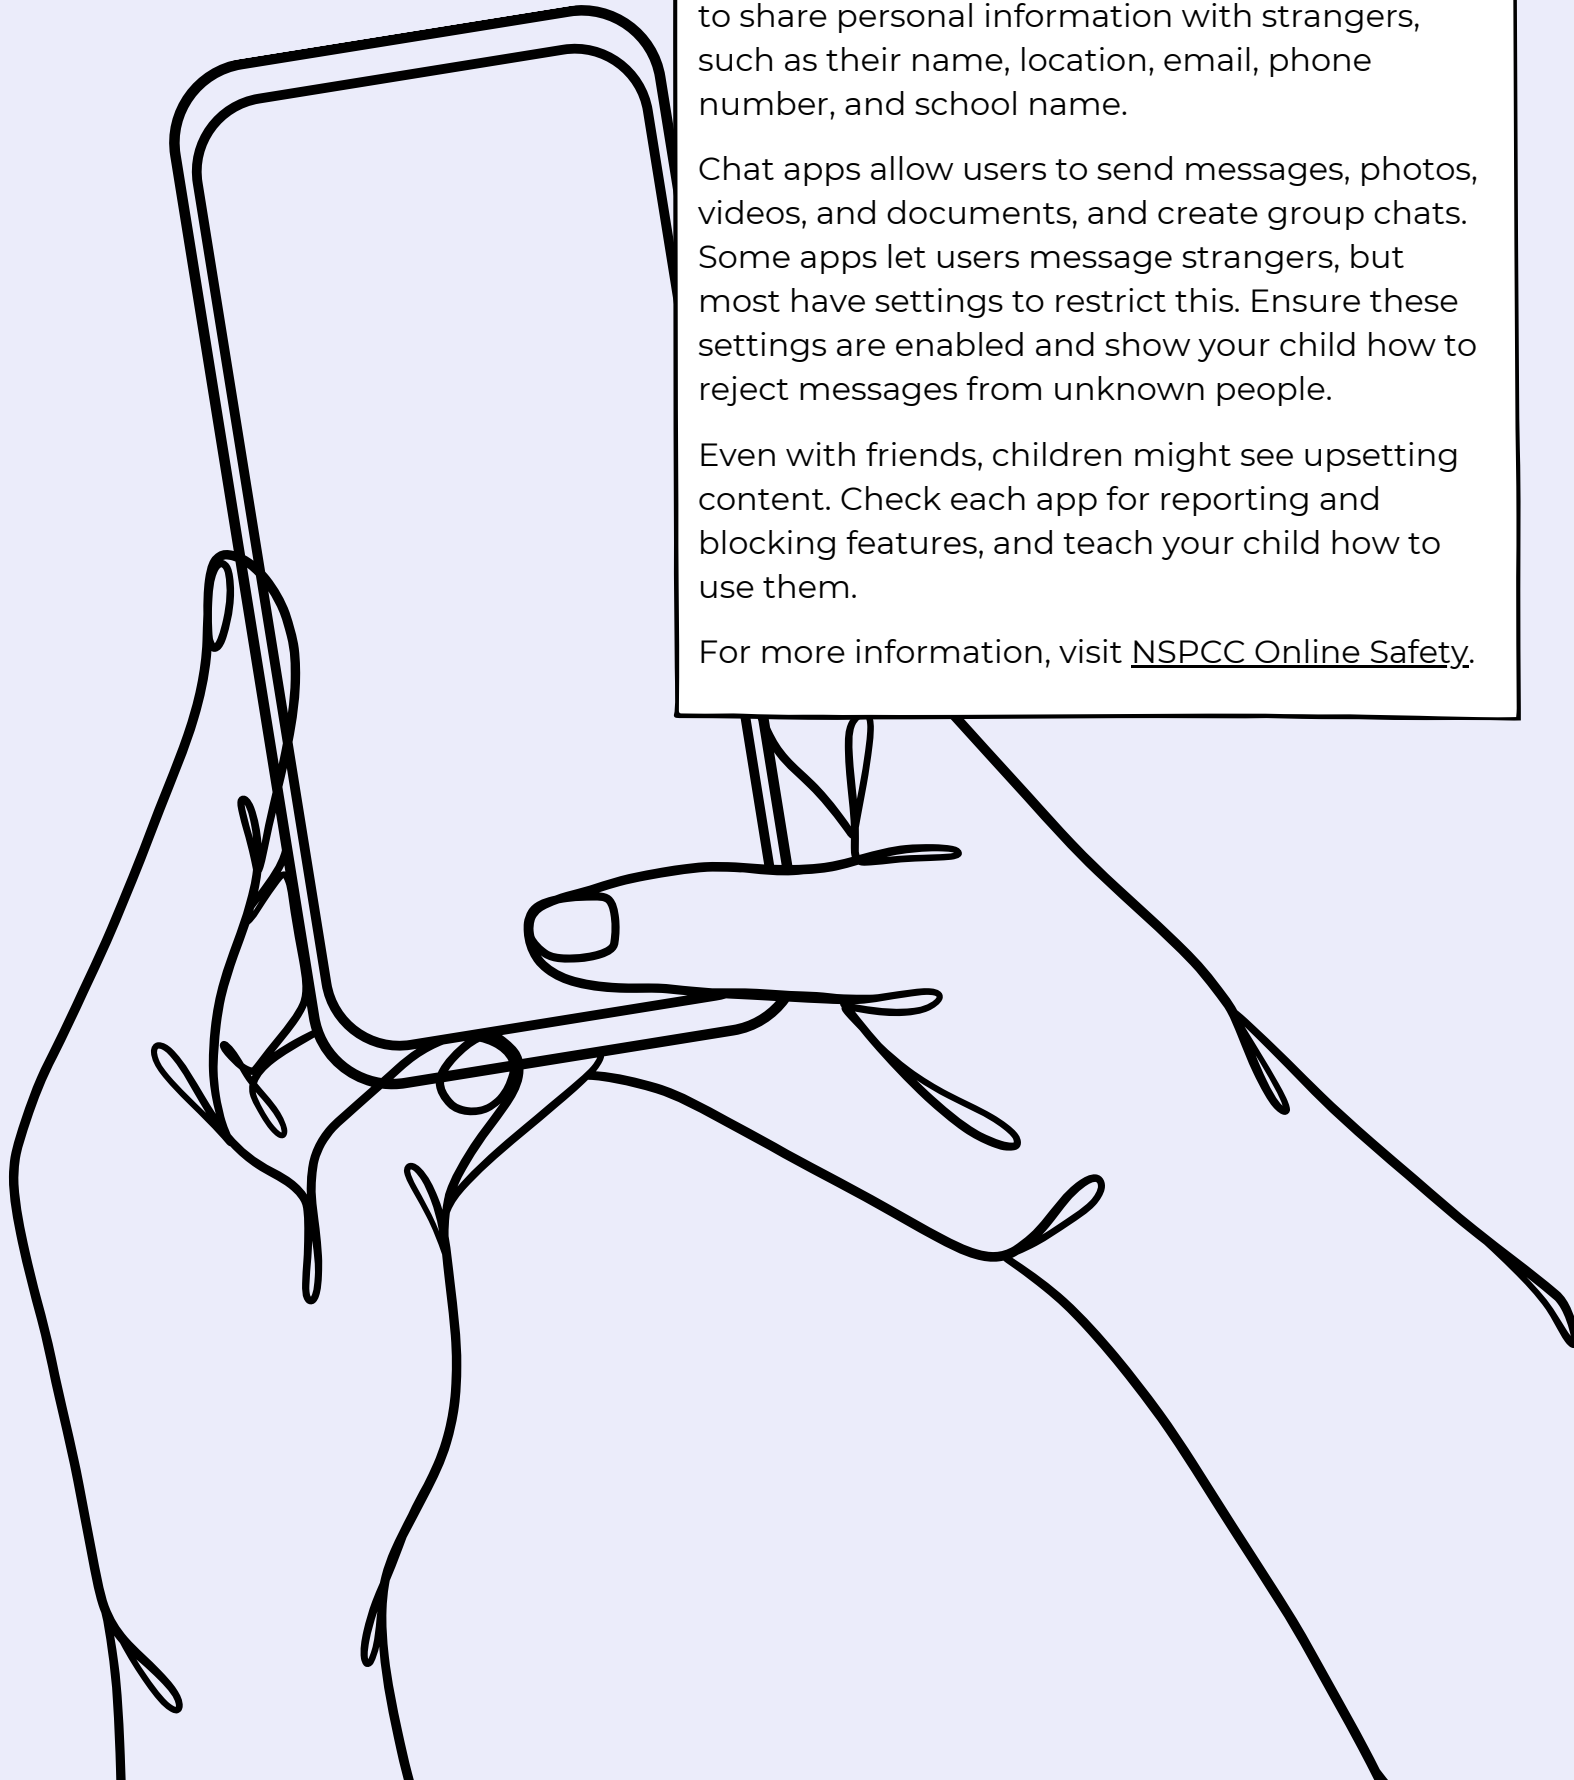 to share personal information with strangers,
such as their name, location, email, phone
number, and school name.
Chat apps allow users to send messages, photos,
videos, and documents, and create group chats.
Some apps let users message strangers, but
most have settings to restrict this. Ensure these
settings are enabled and show your child how to
reject messages from unknown people.
Even with friends, children might see upsetting
content. Check each app for reporting and
blocking features, and teach your child how to
use them.
For more information, visit NSPCC Online Safety.